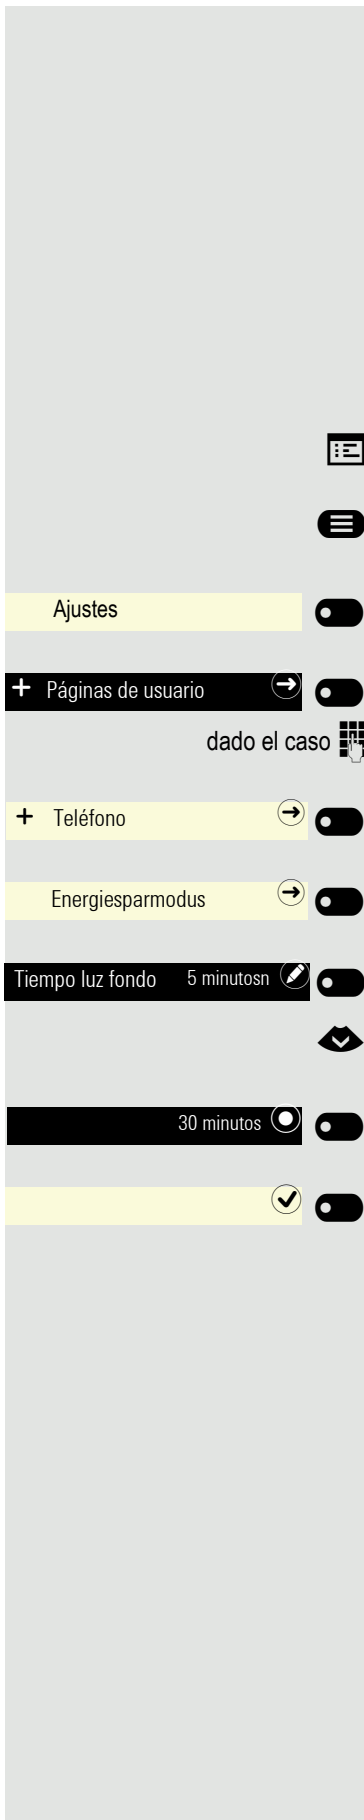 Ajustes
+ Páginas de usuario
dado el caso
+ Teléfono
Energiesparmodus
Tiempo luz fondo 5 minutosn
30 minutos